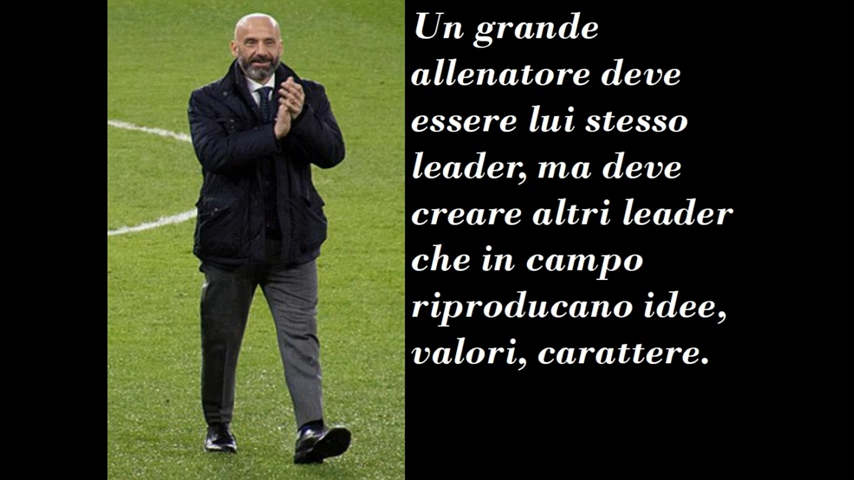 Un grande
allenatore deve
essere lui stesso
leader, ma deve
creare altri leader
che in campo
riproducano idee,
valori, carattere.